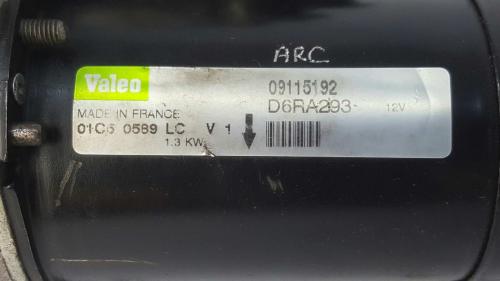 ARC
Valeo 09115192
D6RA293 12V
MADE IN FRANCE
01C6 0589 LC V 1
1.3 KW